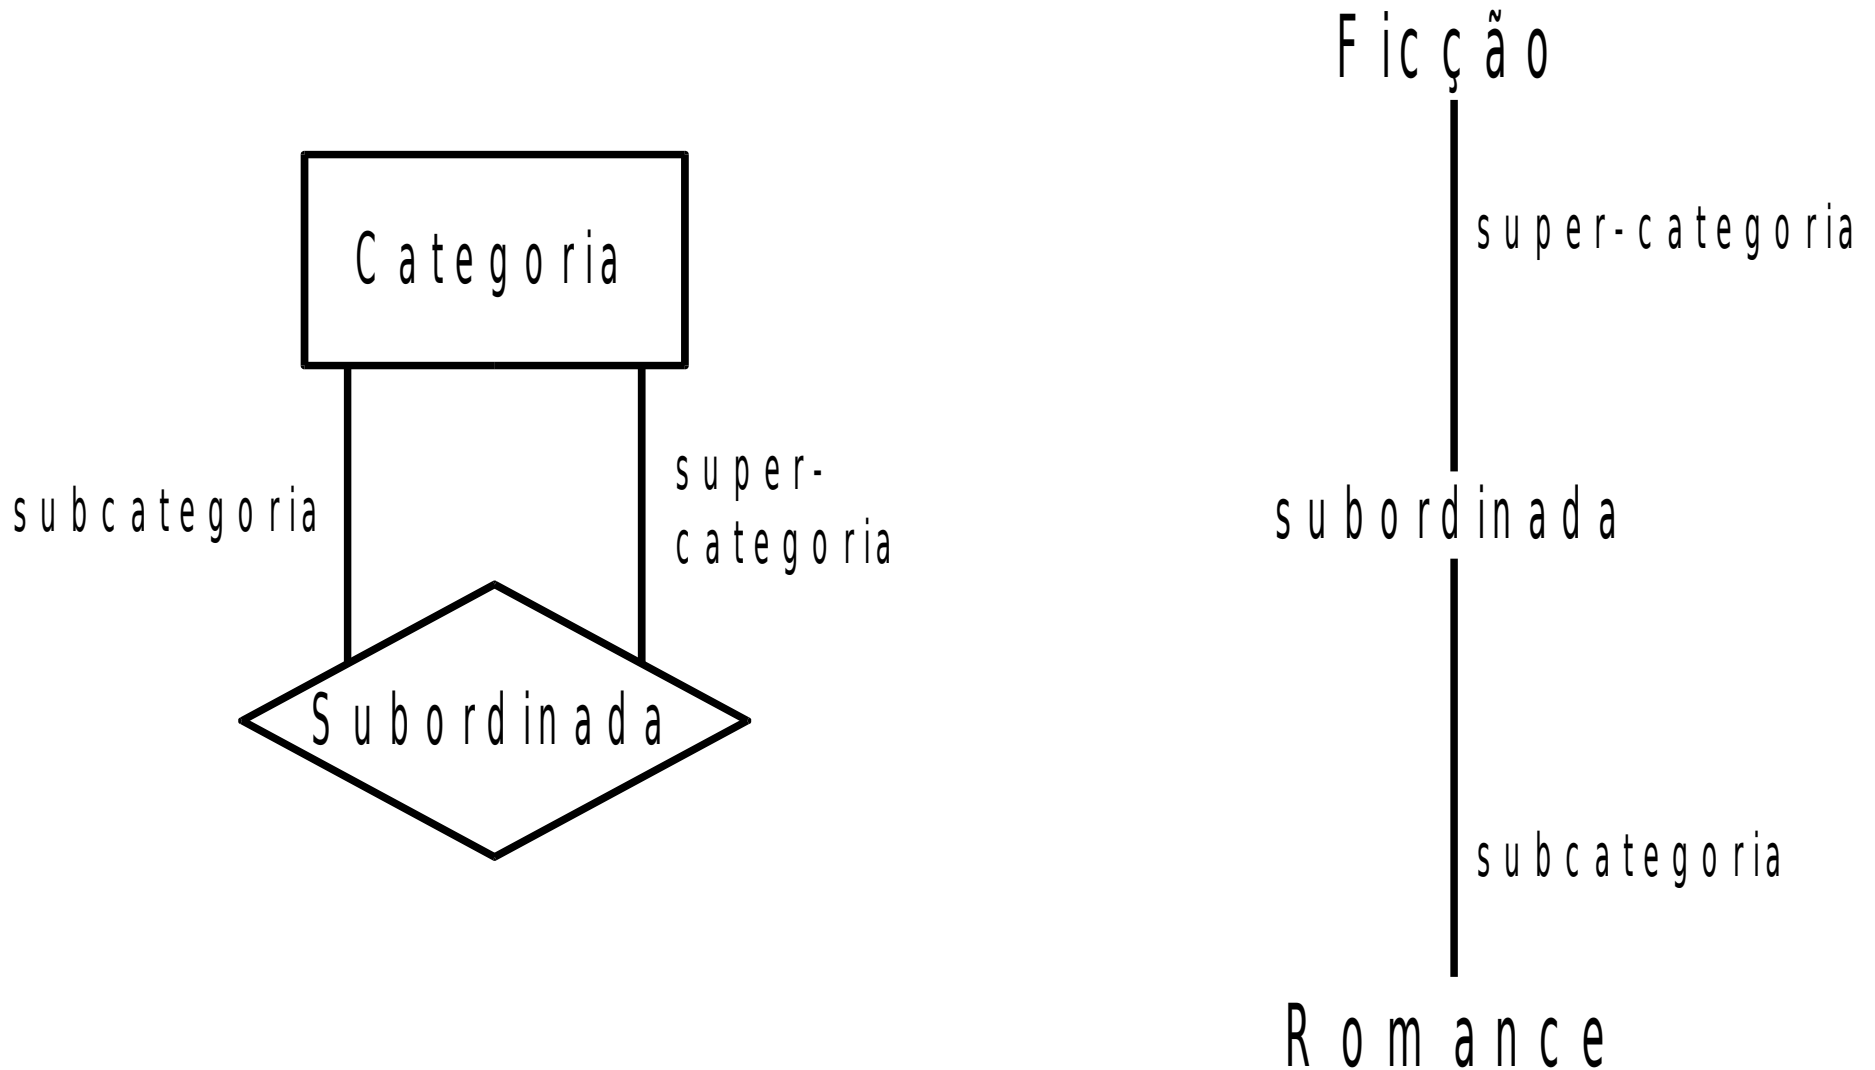 Categoria
subcategoria
super-
categoria
Subordinada
Ficção
super-categoria
subordinada
subcategoria
Romance